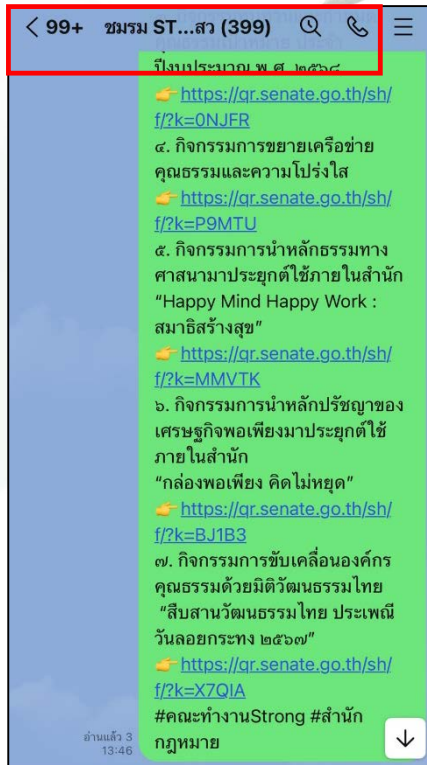 99+ ชมรม ST...สว (399)
ปีงบประมาณ พ.ศ. ๒๕๖๘
👉https://qr.senate.go.th/sh/
f/?k=0NJFR
๔. กิจกรรมการขยายเครือข่าย
คุณธรรมและความโปร่งใส
👉https://qr.senate.go.th/sh/
f/?k=P9MTU
๕. กิจกรรมการนำหลักธรรมทาง
ศาสนามาประยุกต์ใช้ภายในสำนัก
“Happy Mind Happy Work :
สมาธิสร้างสุข”
👉https://qr.senate.go.th/sh/
f/?k=MMVTK
๖. กิจกรรมการนำหลักปรัชญาของ
เศรษฐกิจพอเพียงมาประยุกต์ใช้
ภายในสำนัก
“กล่องพอเพียง คิดไม่หยุด”
👉https://qr.senate.go.th/sh/
f/?k=BJ1B3
๗. กิจกรรมการขับเคลื่อนองค์กร
คุณธรรมด้วยมิติวัฒนธรรมไทย
“สืบสานวัฒนธรรมไทย ประเพณี
วันลอยกระทง ๒๕๖๗”
👉https://qr.senate.go.th/sh/
f/?k=X7QIA
#คณะทำงานStrong #สำนัก
กฎหมาย
อ่านแล้ว 3
13:46